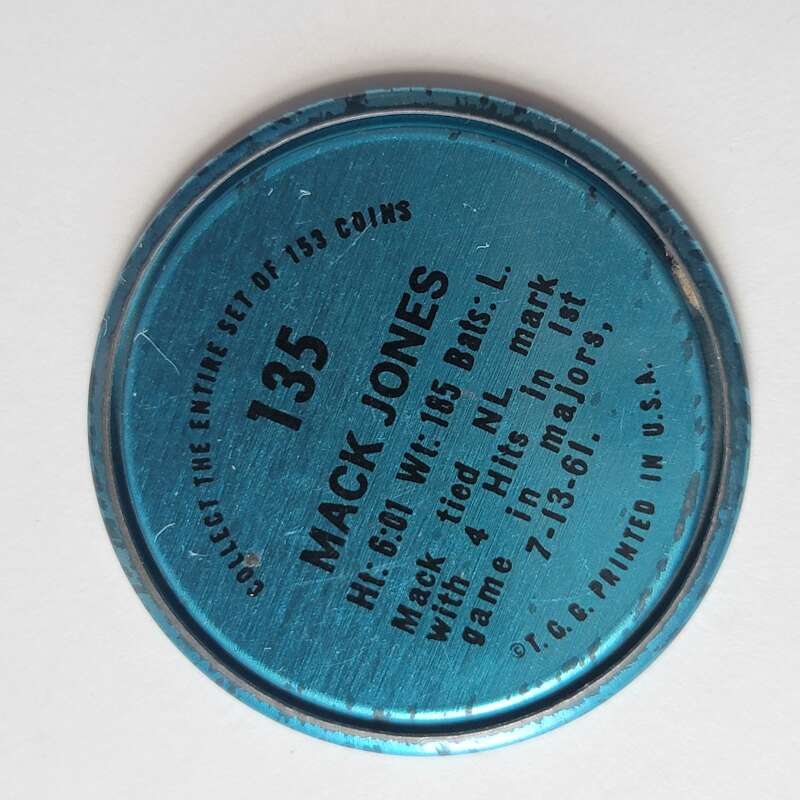 COLLECT THE ENTIRE SET OF 153 COINS
135
MACK JONES
Ht: 6:01 Wt: 185 Bats: L.
Mack tied NL mark
with 4 Hits in 1st
game in majors,
7-13-61.
©T. C. G. PRINTED IN U.S.A.